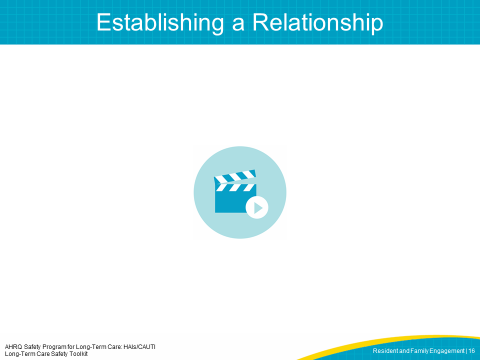 Establishing a Relationship
AHRQ Safety Program for Long-Term Care: HAIs/CAUTI
Long-Term Care Safety Toolkit
Resident and Family Engagement | 16